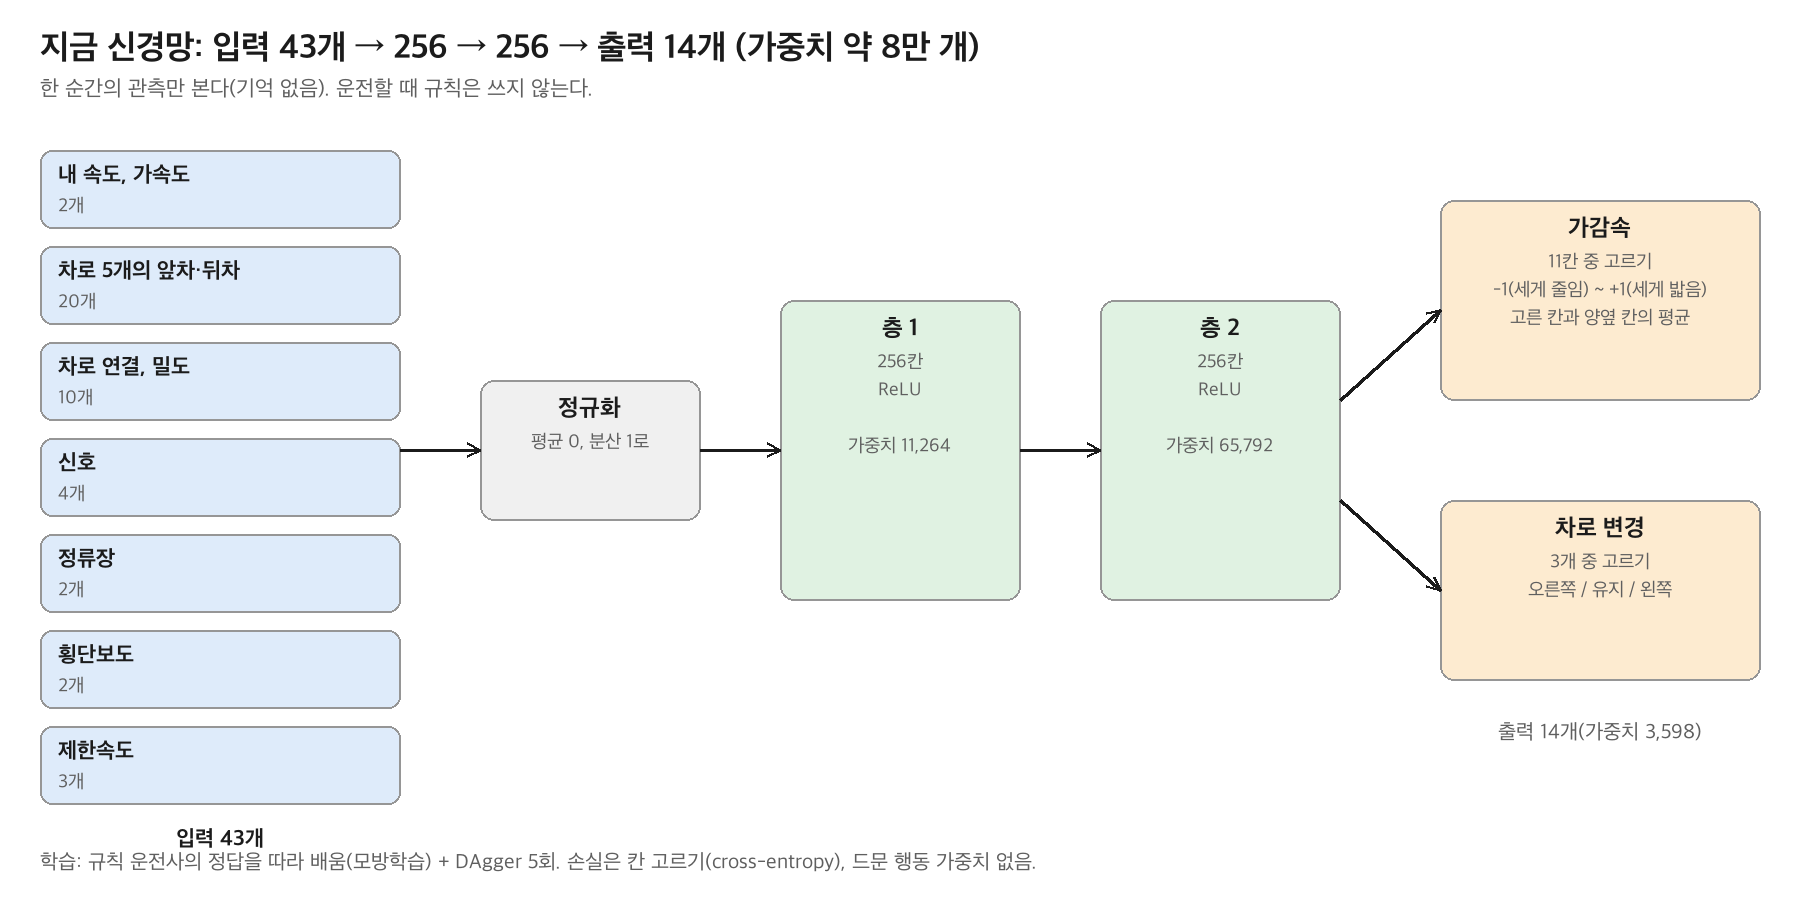 지금 신경망: 입력 43개 → 256 → 256 → 출력 14개 (가중치 약 8만 개)
한 순간의 관측만 본다(기억 없음). 운전할 때 규칙은 쓰지 않는다.
내 속도, 가속도
2개
차로 5개의 앞차·뒤차
20개
차로 연결, 밀도
10개
신호
4개
정류장
2개
횡단보도
2개
제한속도
3개
입력 43개
정규화
평균 0, 분산 1로
층 1
256칸
ReLU
가중치 11,264
층 2
256칸
ReLU
가중치 65,792
가감속
11칸 중 고르기
-1(세게 줄임) ~ +1(세게 밟음)
고른 칸과 양옆 칸의 평균
차로 변경
3개 중 고르기
오른쪽 / 유지 / 왼쪽
출력 14개(가중치 3,598)
학습: 규칙 운전사의 정답을 따라 배움(모방학습) + DAgger 5회. 손실은 칸 고르기(cross-entropy), 드문 행동 가중치 없음.